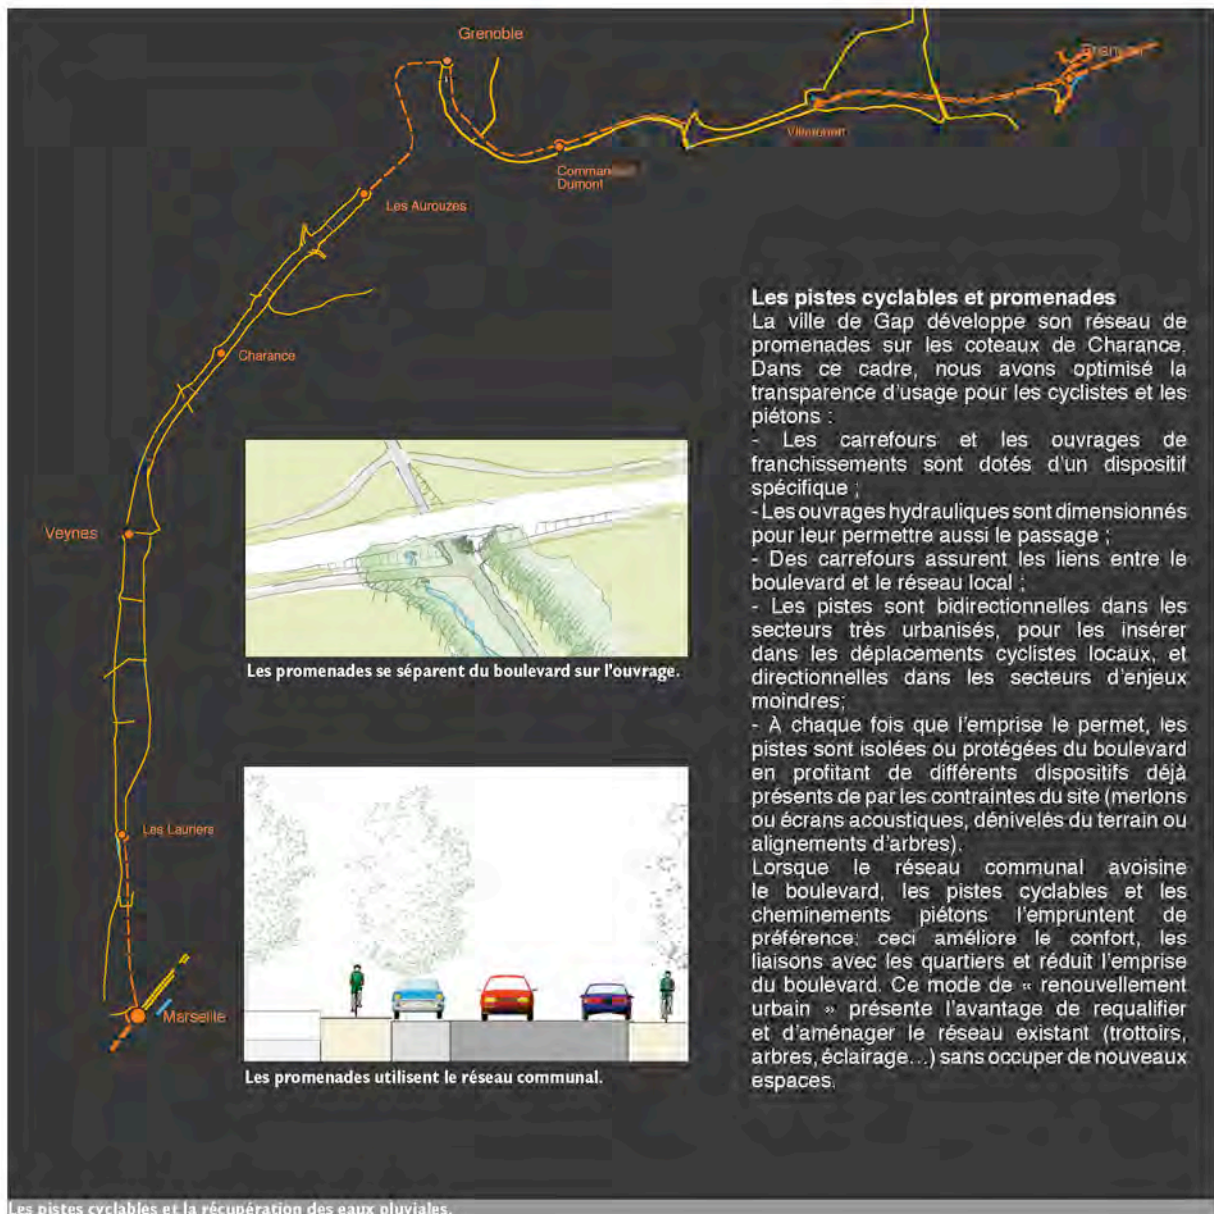 Grenoble
Commandant
Dumont
Les Aurouzes
Charance
Veynes
Les Lauriers
Marseille
Les pistes cyclables et promenades
La ville de Gap développe son réseau de
promenades sur les coteaux de Charance.
Dans ce cadre, nous avons optimisé la
transparence d'usage pour les cyclistes et les
piétons :
- Les carrefours et les ouvrages de
franchissements sont dotés d'un dispositif
spécifique ;
- Les ouvrages hydrauliques sont dimensionnés
pour leur permettre aussi le passage ;
- Des carrefours assurent les liens entre le
boulevard et le réseau local ;
- Les pistes sont bidirectionnelles dans les
secteurs très urbanisés, pour les insérer
dans les déplacements cyclistes locaux, et
directionnelles dans les secteurs d'enjeux
moindres;
- À chaque fois que l'emprise le permet, les
pistes sont isolées ou protégées du boulevard
en profitant de différents dispositifs déjà
présents de par les contraintes du site (merlons
ou écrans acoustiques, dénivelés du terrain ou
alignements d'arbres).
Lorsque le réseau communal avoisine
le boulevard, les pistes cyclables et les
cheminements piétons l'empruntent de
préférence: ceci améliore le confort, les
liaisons avec les quartiers et réduit l'emprise
du boulevard. Ce mode de « renouvellement
urbain » présente l'avantage de requalifier
et d'aménager le réseau existant (trottoirs,
arbres, éclairage…) sans occuper de nouveaux
espaces.
Les promenades se séparent du boulevard sur l'ouvrage.
Les promenades utilisent le réseau communal.
Les pistes cyclables et la récupération des eaux pluviales.